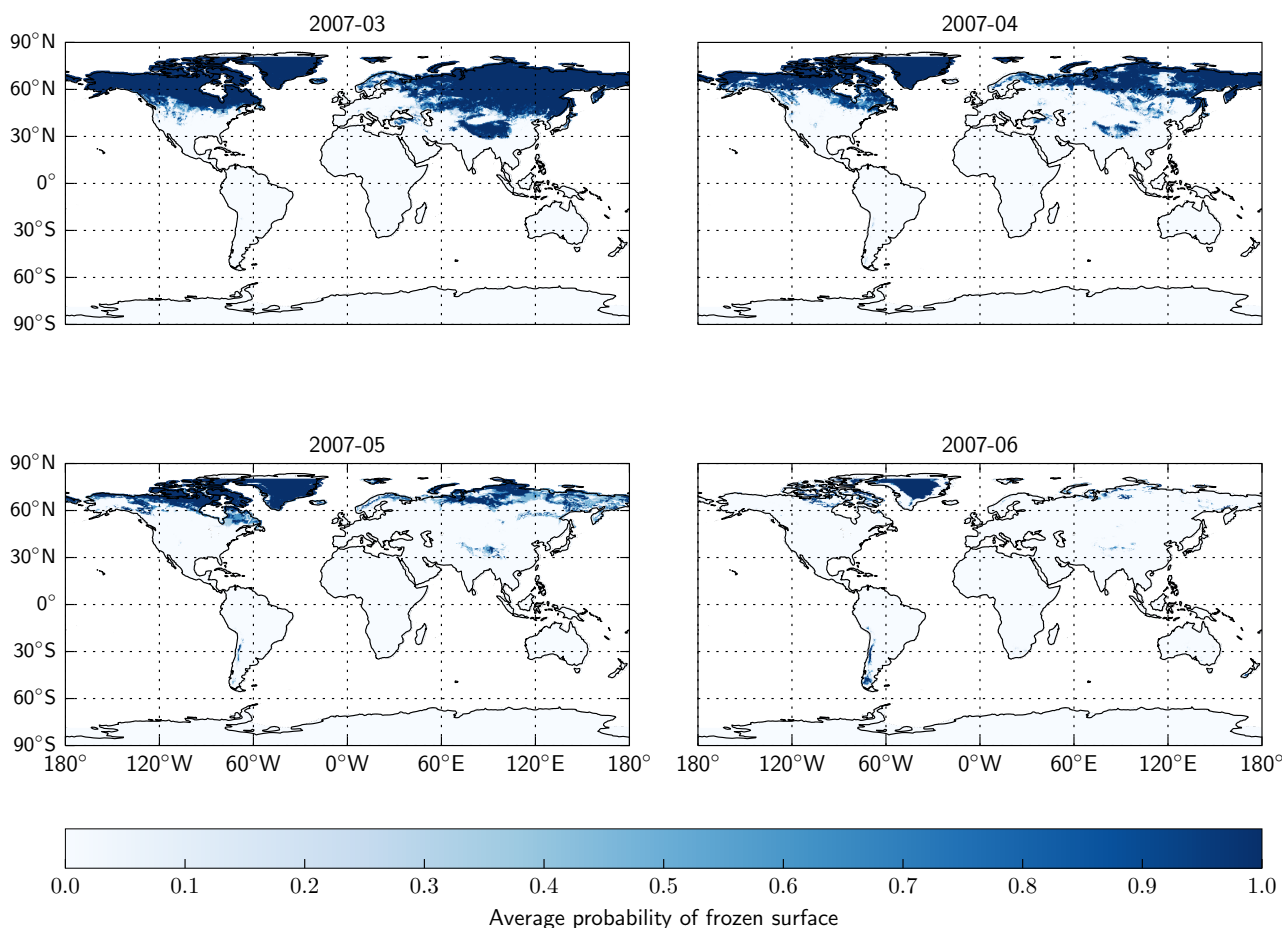 2007-03
2007-04
90°N
60°N
30°N
0°
30°S
60°S
90°S
2007-05
2007-06
90°N
60°N
30°N
0°
30°S
60°S
90°S
180° 120°W 60°W 0°W 60°E 120°E 180°
180° 120°W 60°W 0°W 60°E 120°E 180°
0.0 0.1 0.2 0.3 0.4 0.5 0.6 0.7 0.8 0.9 1.0
Average probability of frozen surface